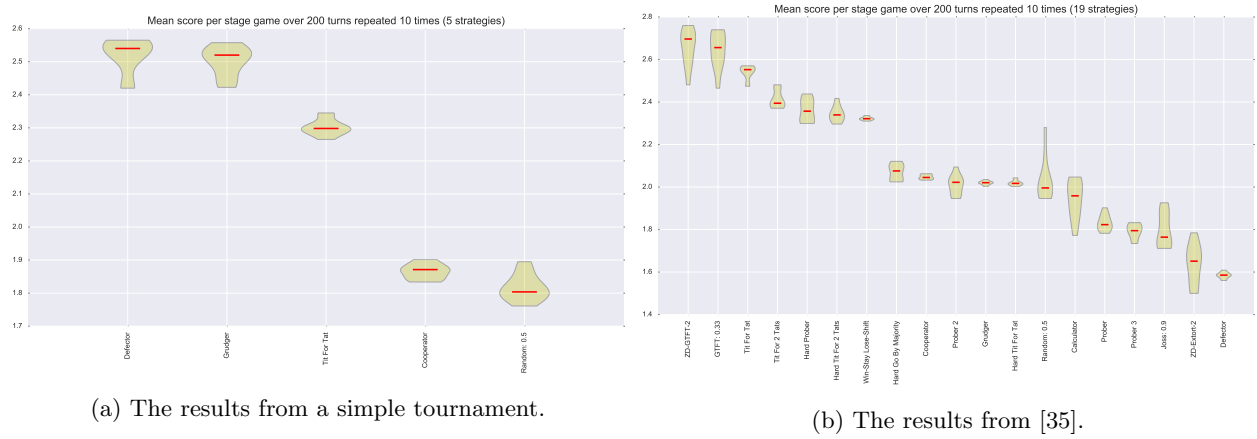 Mean score per stage game over 200 turns repeated 10 times (5 strategies)
2.6
2.5
2.4
2.3
2.2
2.1
2.0
1.9
1.8
1.7
Defector
Grudger
Tit For Tat
Cooperator
Random: 0.5
(a) The results from a simple tournament.
Mean score per stage game over 200 turns repeated 10 times (19 strategies)
2.8
2.6
2.4
2.2
2.0
1.8
1.6
1.4
ZD-GTFT-2
GTFT: 0.33
Tit For Tat
Tit For 2 Tats
Hard Prober
Hard Tit For 2 Tats
Win-Stay Lose-Shift
Hard Go By Majority
Cooperator
Prober 2
Grudger
Hard Tit For Tat
Random: 0.5
Calculator
Prober
Prober 3
Joss: 0.9
ZD-Extort-2
Defector
(b) The results from [35].